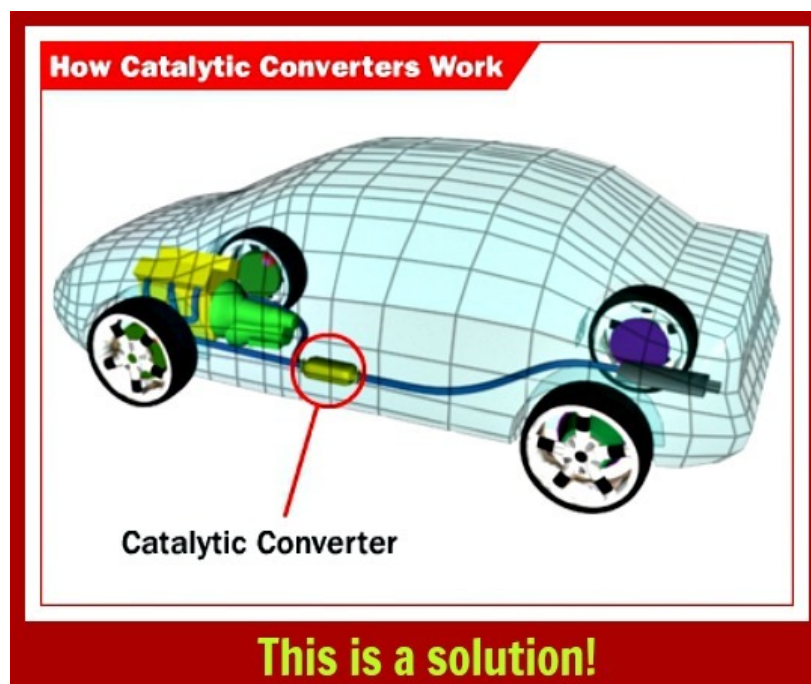 How Catalytic Converters Work
Catalytic Converter
This is a solution!